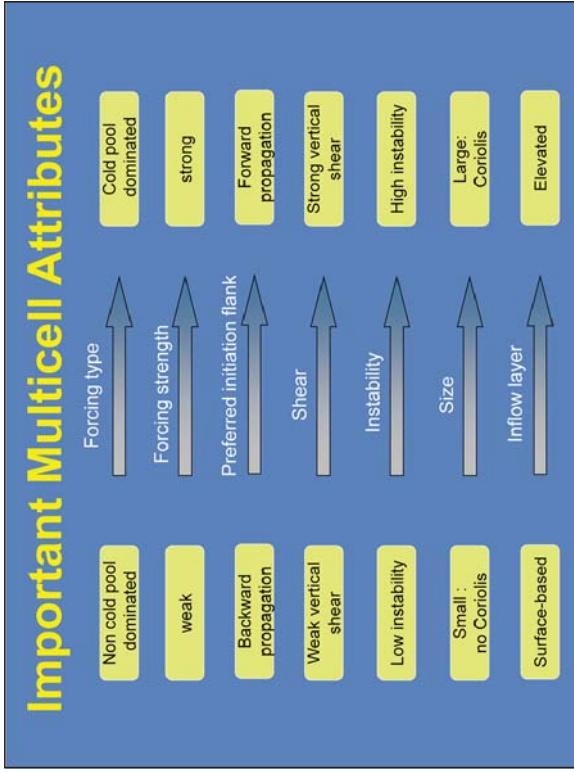 Important Multicell Attributes
Forcing type
Non cold pool
dominated
Cold pool
dominated
Forcing strength
weak
strong
Preferred initiation flank
Backward
propagation
Forward
propagation
Shear
Weak vertical
shear
Strong vertical
shear
Instability
Low instability
High instability
Size
Small :
no Coriolis
Large:
Coriolis
Inflow layer
Surface-based
Elevated